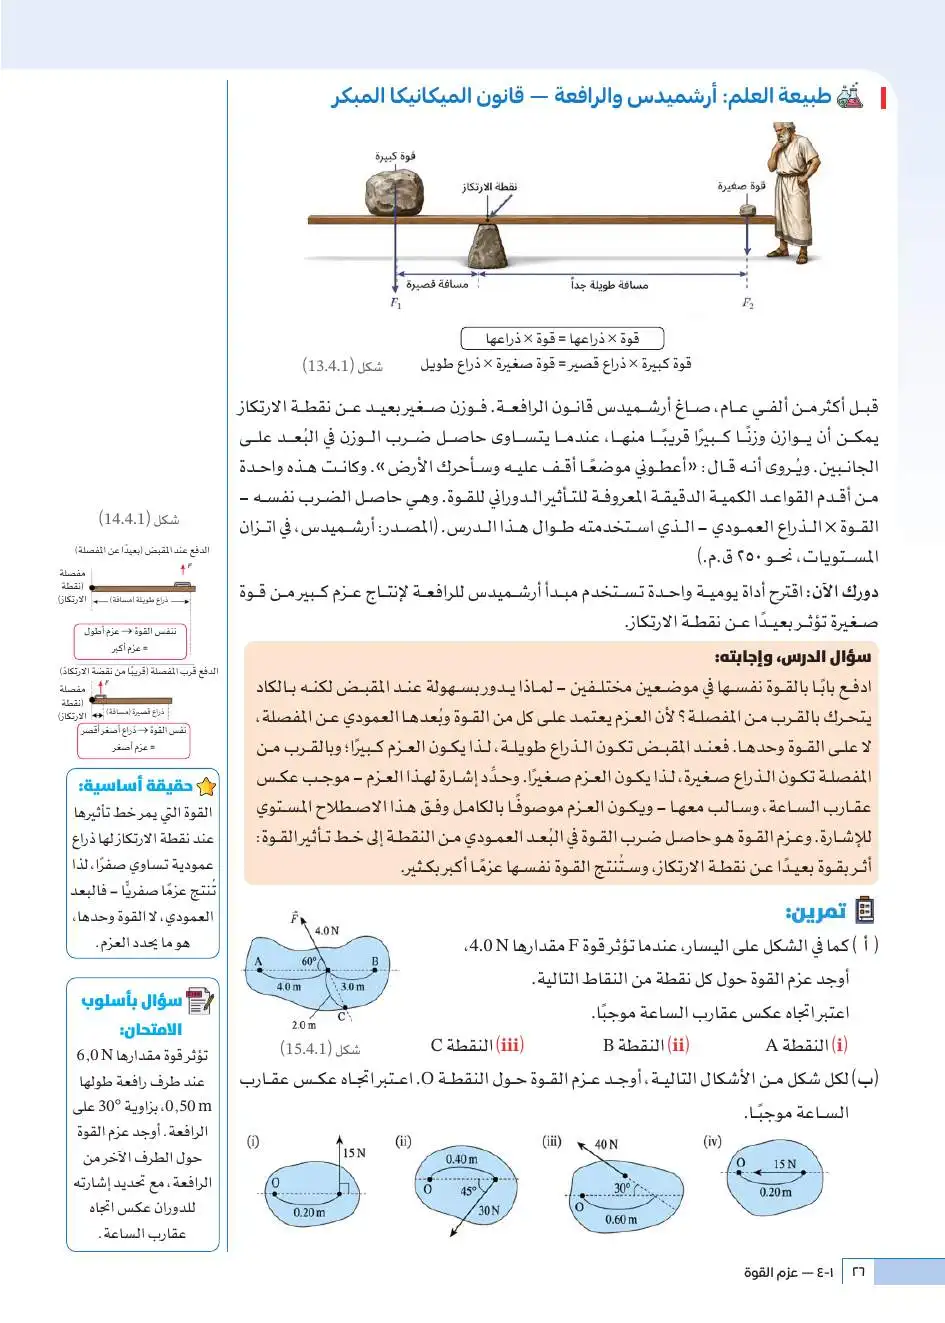 طبيعة العلم: أرشميدس والرافعة — قانون الميكانيكا المبكر
قوة كبيرة
نقطة الارتكاز
قوة صغيرة
مسافة قصيرة
مسافة طويلة جداً
F₁
F₂
قوة × ذراعها = قوة × ذراعها
قوة كبيرة × ذراع قصير = قوة صغيرة × ذراع طويل
شكل (13.4.1)
قبل أكثر من ألفي عام، صاغ أرشميدس قانون الرافعة. فوزن صغير بعيد عن نقطة الارتكاز
يمكن أن يوازن وزنًا كبيرًا قريبًا منها، عندما يتساوى حاصل ضرب الوزن في البُعد على
الجانبين. ويُروى أنه قال: «أعطوني موضعًا أقف عليه وسأحرك الأرض». وكانت هذه واحدة
من أقدم القواعد الكمية الدقيقة المعروفة للتأثير الدوراني للقوة. وهي حاصل الضرب نفسه –
القوة × الذراع العمودي – الذي استخدمته طوال هذا الدرس. (المصدر: أرشميدس، في اتزان
المستويات، نحو ٢٥٠ ق.م.)
دورك الآن: اقترح أداة يومية واحدة تستخدم مبدأ أرشميدس للرافعة لإنتاج عزم كبير من قوة
صغيرة تؤثر بعيدًا عن نقطة الارتكاز.
سؤال الدرس، وإجابته:
ادفع بابًا بالقوة نفسها في موضعين مختلفين – لماذا يدور بسهولة عند المقبض لكنه بالكاد
يتحرك بالقرب من المفصلة؟ لأن العزم يعتمد على كل من القوة وبُعدها العمودي عن المفصلة،
لا على القوة وحدها. فعند المقبض تكون الذراع طويلة، لذا يكون العزم كبيرًا؛ وبالقرب من
المفصلة تكون الذراع صغيرة، لذا يكون العزم صغيرًا. وحدِّد إشارة لهذا العزم – موجب عكس
عقارب الساعة، وسالب معها – ويكون العزم موصوفًا بالكامل وفق هذا الاصطلاح المستوي
للإشارة. وعزم القوة هو حاصل ضرب القوة في البُعد العمودي من النقطة إلى خط تأثير القوة:
أثر بقوة بعيدًا عن نقطة الارتكاز، وستُنتج القوة نفسها عزمًا أكبر بكثير.
تمرين:
(أ) كما في الشكل على اليسار، عندما تؤثر قوة F مقدارها 4.0 N،
أوجد عزم القوة حول كل نقطة من النقاط التالية.
اعتبر اتجاه عكس عقارب الساعة موجبًا.
(i) النقطة A (ii) النقطة B (iii) النقطة C
F
4.0 N
A
60°
B
4.0 m
3.0 m
C
2.0 m
شكل (15.4.1)
(ب) لكل شكل من الأشكال التالية، أوجد عزم القوة حول النقطة O. اعتبر اتجاه عكس عقارب
الساعة موجبًا.
(i)
15 N
O
0.20 m
(ii)
0.40 m
O
45°
30 N
(iii)
40 N
30°
O
0.60 m
(iv)
O
15 N
0.20 m
شكل (14.4.1)
الدفع عند المقبض (بعيدًا عن المفصلة)
F
مفصلة
(نقطة
الارتكاز)
ذراع طويلة (مسافة)
ننفس القوة → عزم أطول
= عزم أكبر
الدفع قرب المفصلة (قريبًا من نقضة الارتكاذ)
F
مفصلة
(نقطة
الارتكاز)
ذراع قصيرة (مسافة)
نفس القوة → ذراع أصغر أقصر
= عزم أصغر
حقيقة أساسية:
القوة التي يمر خط تأثيرها
عند نقطة الارتكاز لها ذراع
عمودية تساوي صفرًا، لذا
تُنتج عزمًا صفريًّا – فالبعد
العمودي، لا القوة وحدها،
هو ما يحدد العزم.
سؤال بأسلوب
الامتحان:
تؤثر قوة مقدارها 6,0 N
عند طرف رافعة طولها
0,50 m، بزاوية 30° على
الرافعة. أوجد عزم القوة
حول الطرف الآخر من
الرافعة، مع تحديد إشارته
للدوران عكس اتجاه
عقارب الساعة.
٢٦
٤-١ — عزم القوة